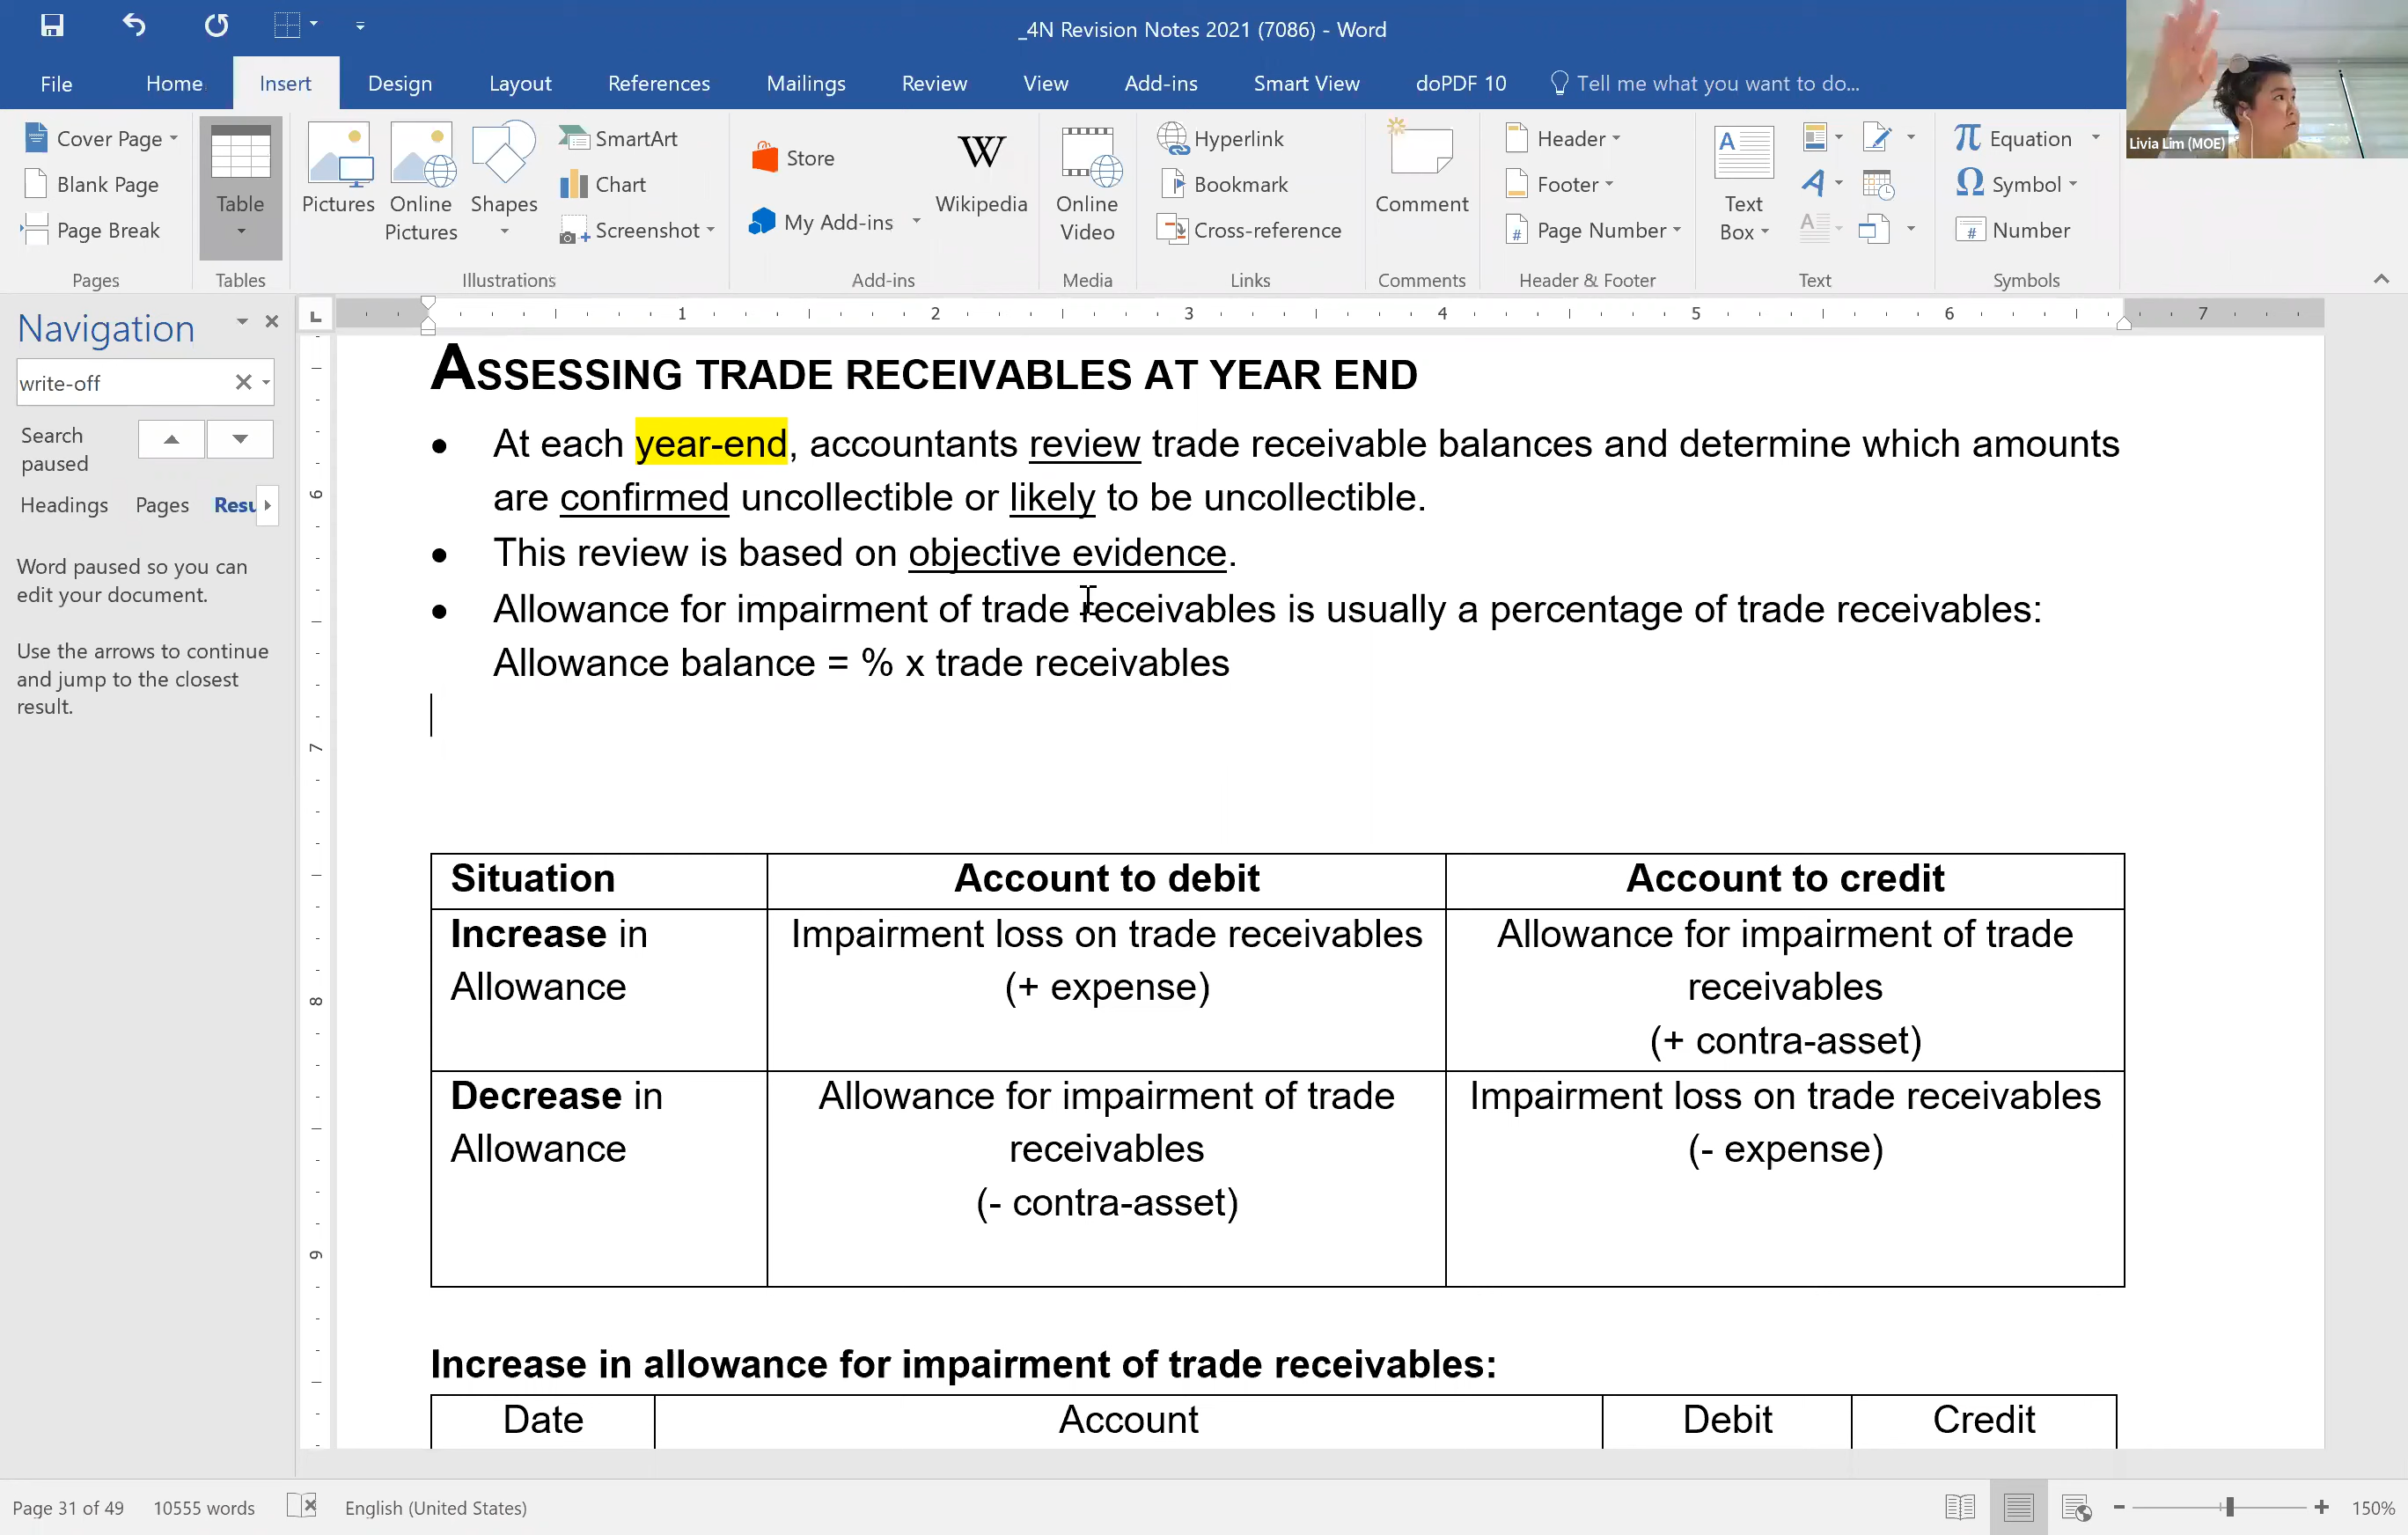 _4N Revision Notes 2021 (7086) - Word
File Home Insert Design Layout References Mailings Review View Add-ins Smart View doPDF 10 Tell me what you want to do...
Livia Lim (MOE)
Cover Page
Blank Page
Page Break
Pages
Table
Tables
Pictures
Online
Pictures
Shapes
SmartArt
Chart
Screenshot
Illustrations
Store
My Add-ins
W
Wikipedia
Add-ins
Online
Video
Media
Hyperlink
Bookmark
Cross-reference
Links
Comment
Comments
Header
Footer
Page Number
Header & Footer
A
Text
Box
Text
π Equation
Ω Symbol
# Number
Symbols
Navigation
write-off
Search
paused
Headings Pages Resu
Word paused so you can
edit your document.
Use the arrows to continue
and jump to the closest
result.
L
1 2 3 4 5 6 7
6
7
8
9
ASSESSING TRADE RECEIVABLES AT YEAR END
• At each year-end, accountants review trade receivable balances and determine which amounts
are confirmed uncollectible or likely to be uncollectible.
• This review is based on objective evidence.
• Allowance for impairment of trade receivables is usually a percentage of trade receivables:
Allowance balance = % x trade receivables
Situation Account to debit Account to credit
Increase in
Allowance
Impairment loss on trade receivables
(+ expense)
Allowance for impairment of trade
receivables
(+ contra-asset)
Decrease in
Allowance
Allowance for impairment of trade
receivables
(- contra-asset)
Impairment loss on trade receivables
(- expense)
Increase in allowance for impairment of trade receivables:
Date Account Debit Credit
Page 31 of 49 10555 words English (United States) 150%